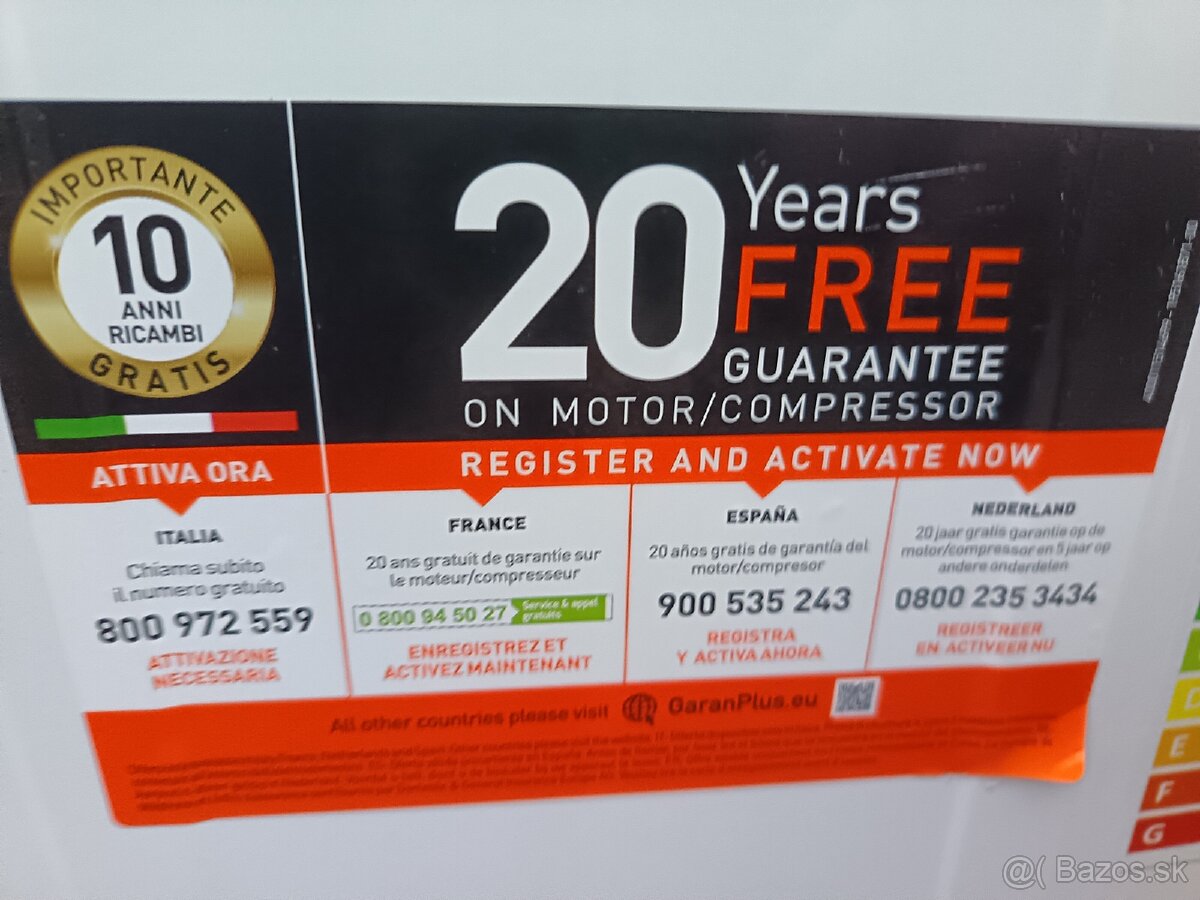 IMPORTANTE
10
ANNI
RICAMBI
GRATIS
ATTIVA ORA
ITALIA
Chiama subito
il numero gratuito
800 972 559
ATTIVAZIONE
NECESSARIA
20 Years
FREE
GUARANTEE
ON MOTOR/COMPRESSOR
REGISTER AND ACTIVATE NOW
FRANCE
20 ans gratuit de garantie sur
le moteur/compresseur
0 800 94 50 27
Service & appel
gratuits
ENREGISTREZ ET
ACTIVEZ MAINTENANT
ESPAÑA
20 años gratis de garantía del
motor/compresor
900 535 243
REGISTRA
Y ACTIVA AHORA
NEDERLAND
20 jaar gratis garantie op de
motor/compressor en 5 jaar op
andere onderdelen
0800 235 3434
REGISTREER
EN ACTIVEER NU
All other countries please visit GaranPlus.eu
E
F
G
@( Bazos.sk